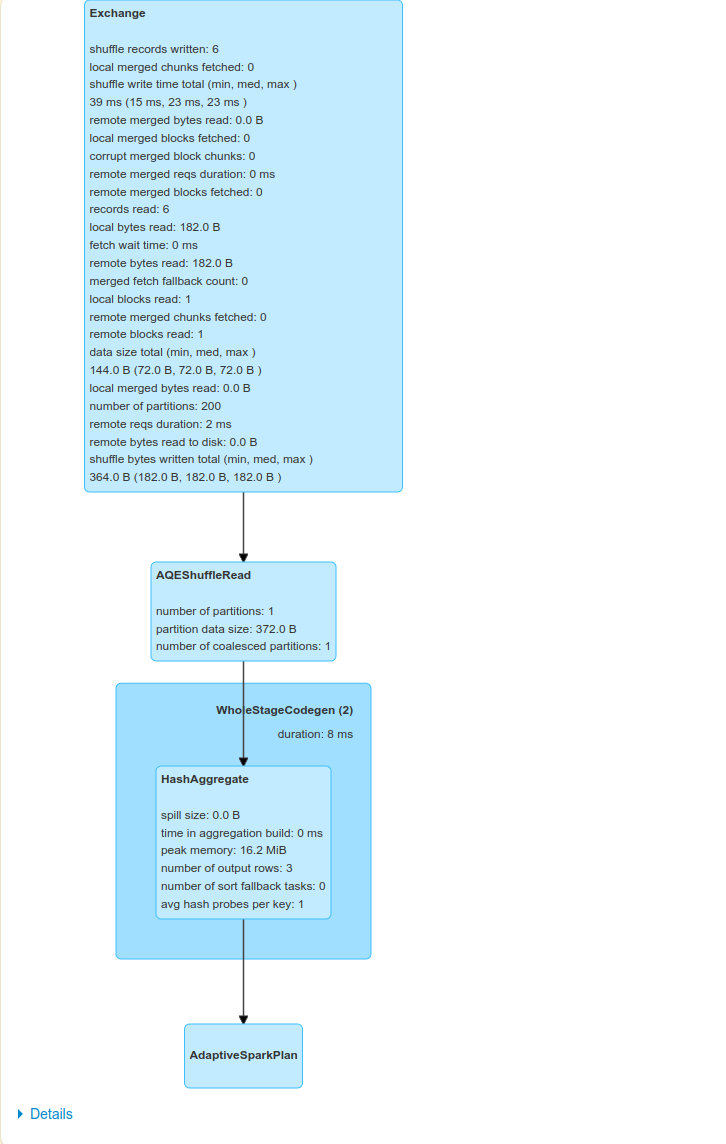 Exchange
shuffle records written: 6
local merged chunks fetched: 0
shuffle write time total (min, med, max )
39 ms (15 ms, 23 ms, 23 ms )
remote merged bytes read: 0.0 B
local merged blocks fetched: 0
corrupt merged block chunks: 0
remote merged reqs duration: 0 ms
remote merged blocks fetched: 0
records read: 6
local bytes read: 182.0 B
fetch wait time: 0 ms
remote bytes read: 182.0 B
merged fetch fallback count: 0
local blocks read: 1
remote merged chunks fetched: 0
remote blocks read: 1
data size total (min, med, max )
144.0 B (72.0 B, 72.0 B, 72.0 B )
local merged bytes read: 0.0 B
number of partitions: 200
remote reqs duration: 2 ms
remote bytes read to disk: 0.0 B
shuffle bytes written total (min, med, max )
364.0 B (182.0 B, 182.0 B, 182.0 B )
AQEShuffleRead
number of partitions: 1
partition data size: 372.0 B
number of coalesced partitions: 1
WholeStageCodegen (2)
duration: 8 ms
HashAggregate
spill size: 0.0 B
time in aggregation build: 0 ms
peak memory: 16.2 MiB
number of output rows: 3
number of sort fallback tasks: 0
avg hash probes per key: 1
AdaptiveSparkPlan
Details